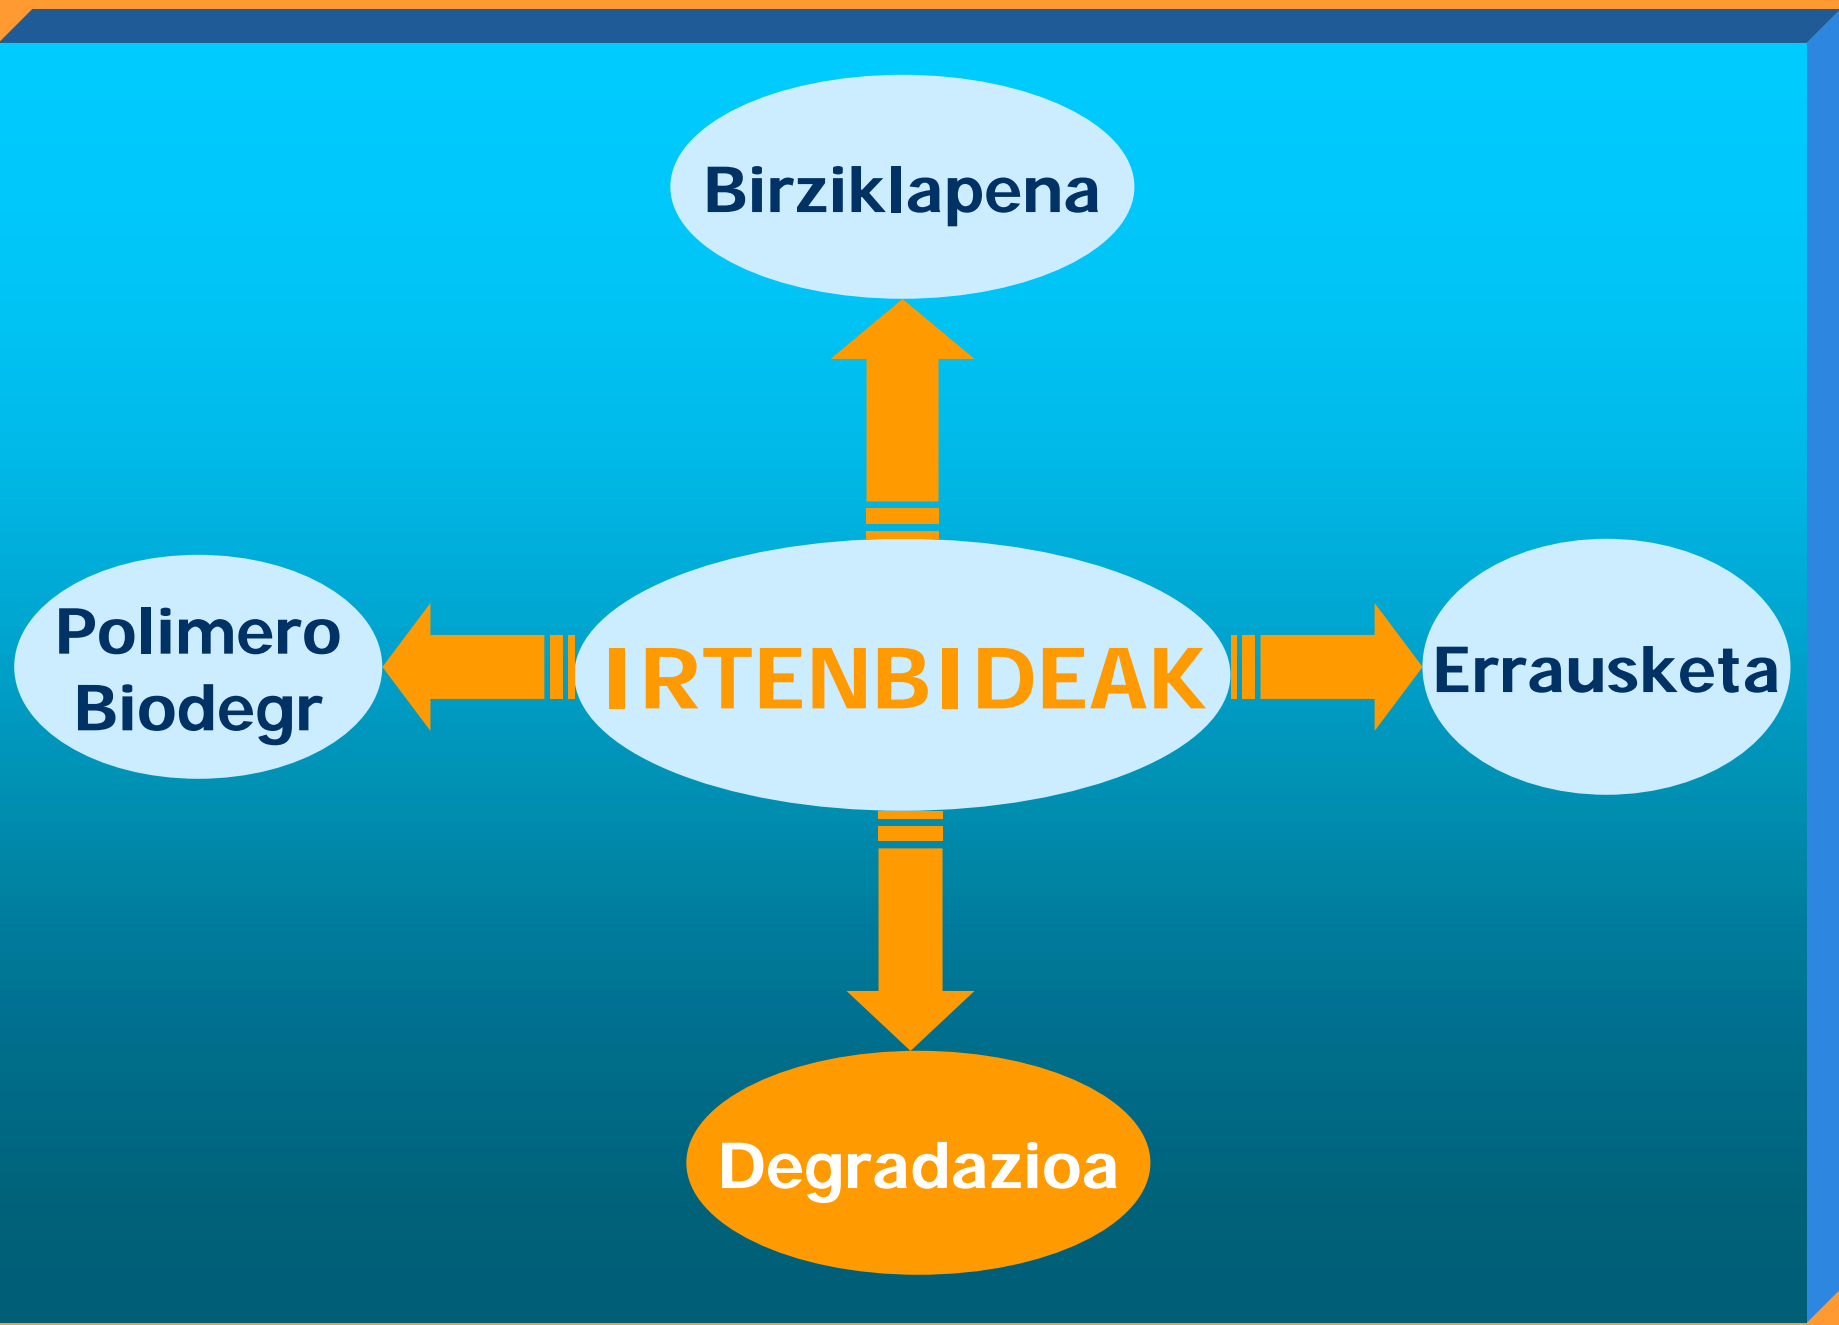 Birziklapena
Polimero
Biodegr
IRTENBIDEAK
Errausketa
Degradazioa